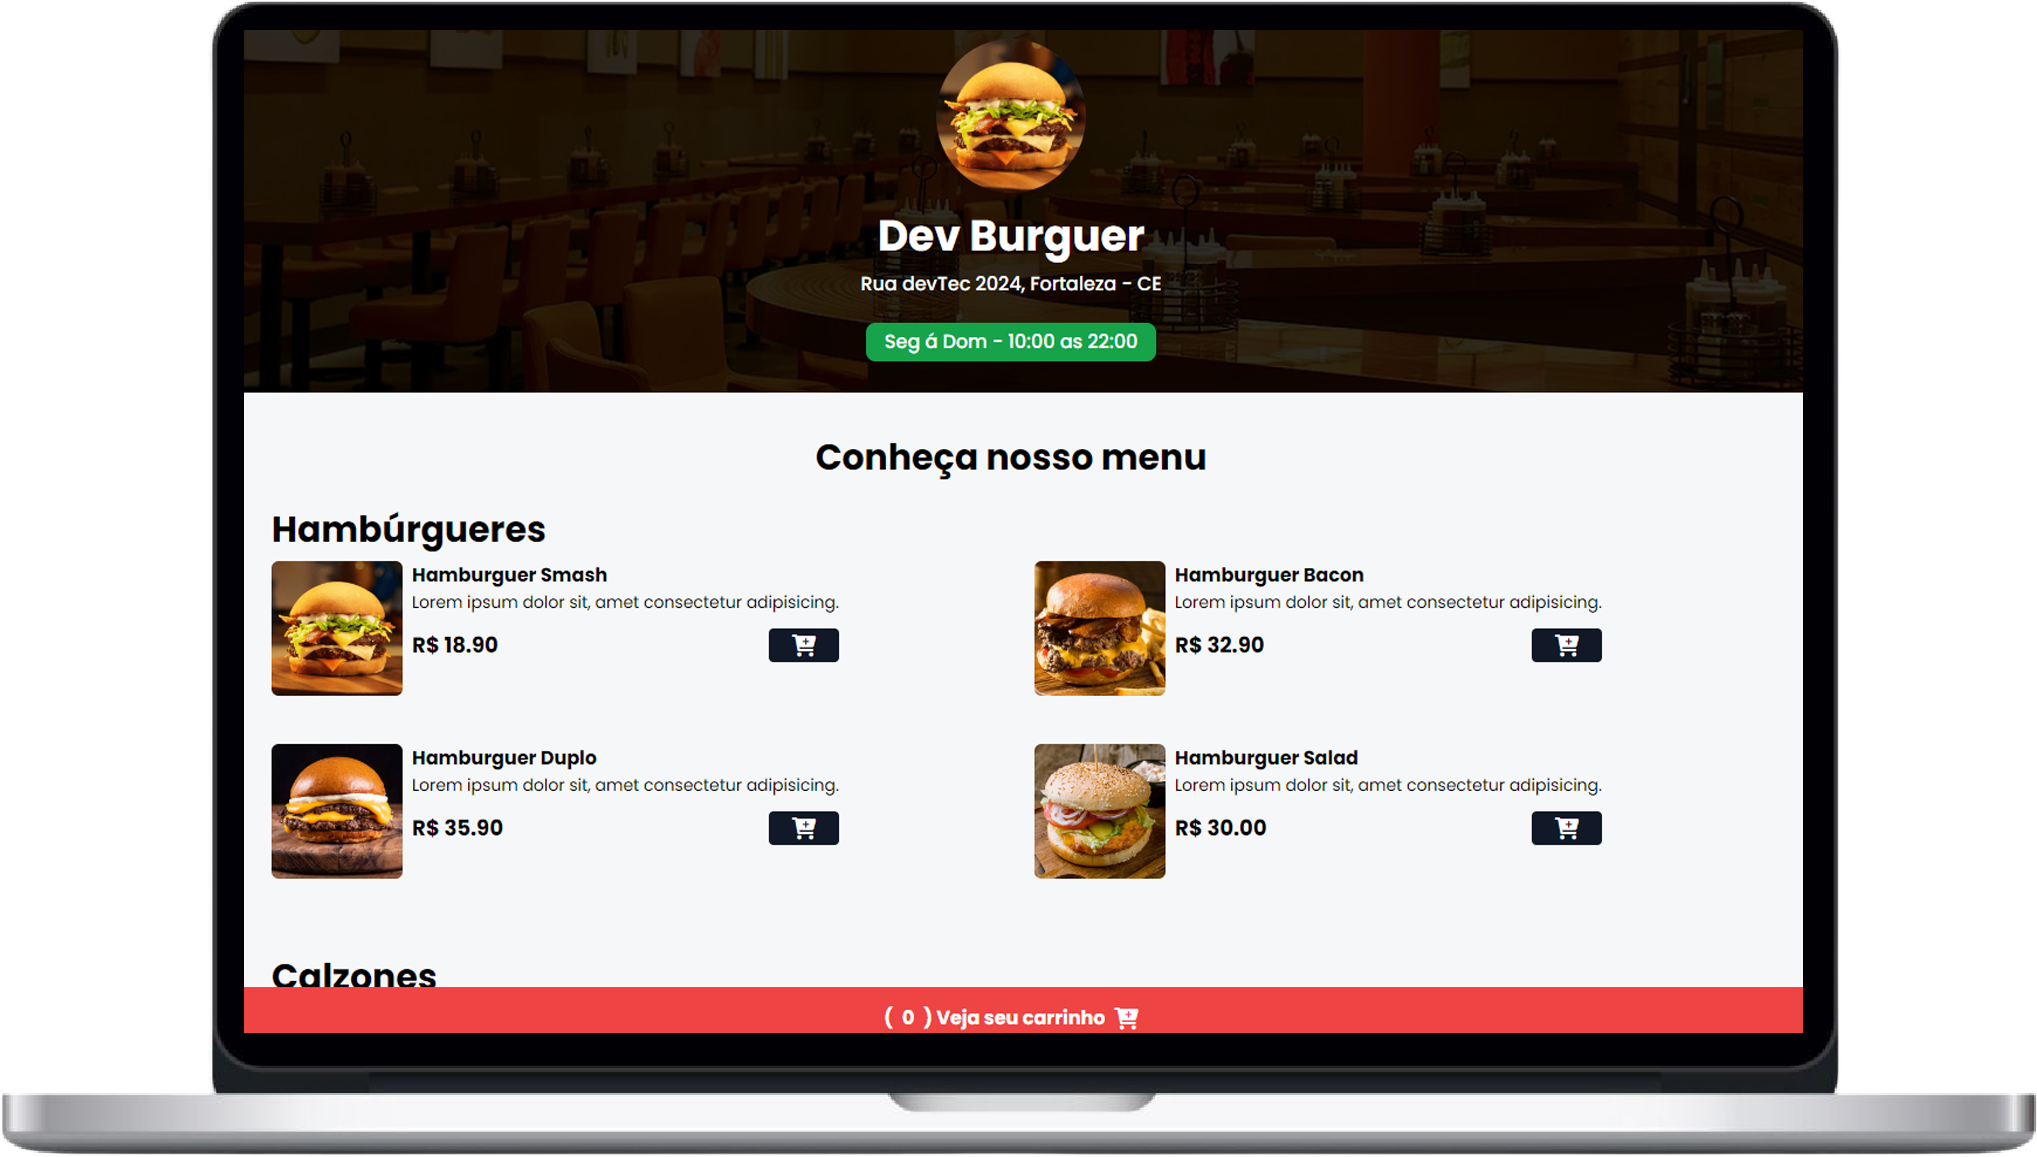 Dev Burguer
Rua devTec 2024, Fortaleza - CE
Seg á Dom - 10:00 as 22:00
Conheça nosso menu
Hambúrgueres
Hamburguer Smash
Lorem ipsum dolor sit, amet consectetur adipisicing.
R$ 18.90
Hamburguer Bacon
Lorem ipsum dolor sit, amet consectetur adipisicing.
R$ 32.90
Hamburguer Duplo
Lorem ipsum dolor sit, amet consectetur adipisicing.
R$ 35.90
Hamburguer Salad
Lorem ipsum dolor sit, amet consectetur adipisicing.
R$ 30.00
Calzones
( 0 ) Veja seu carrinho